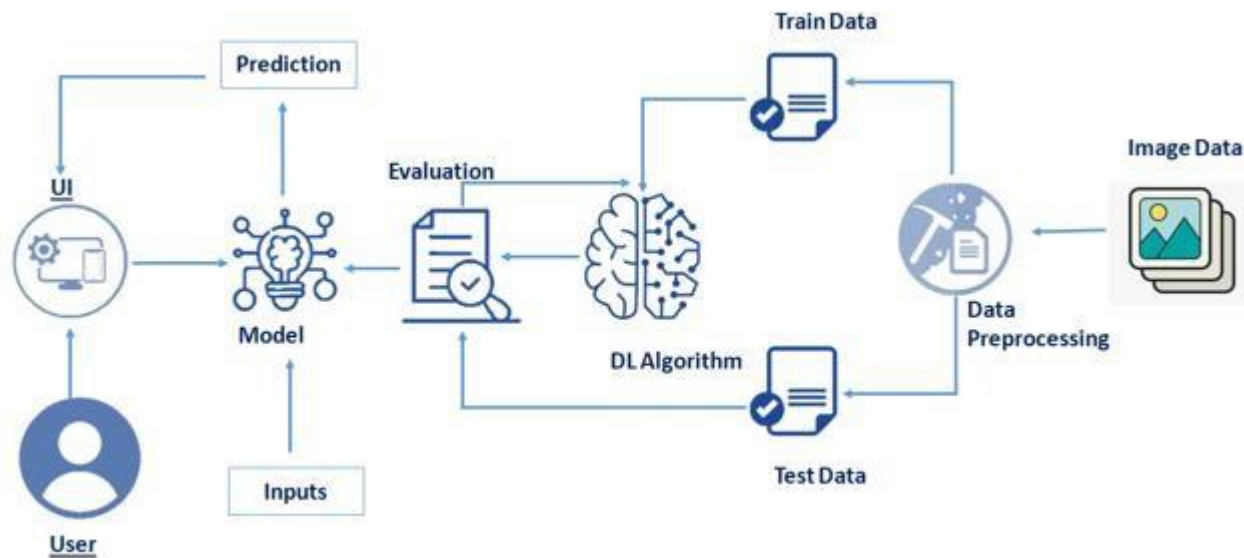 Train Data
Prediction
Image Data
Evaluation
UI
Data
Preprocessing
Model
DL Algorithm
Test Data
Inputs
User